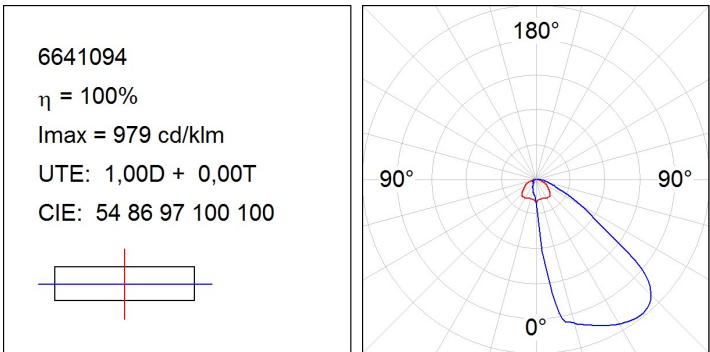 6641094
η = 100%
Imax = 979 cd/klm
UTE: 1,00D + 0,00T
CIE: 54 86 97 100 100
180°
90° 90°
0°